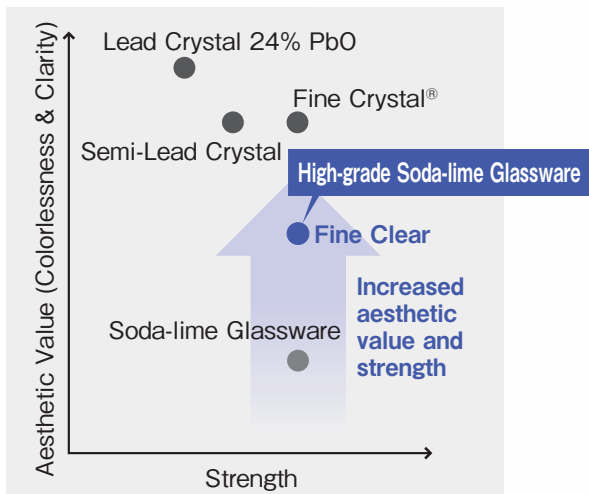 Aesthetic Value (Colorlessness & Clarity)
Lead Crystal 24% PbO
Fine Crystal®
Semi-Lead Crystal
High-grade Soda-lime Glassware
Fine Clear
Increased
aesthetic
value and
strength
Soda-lime Glassware
Strength